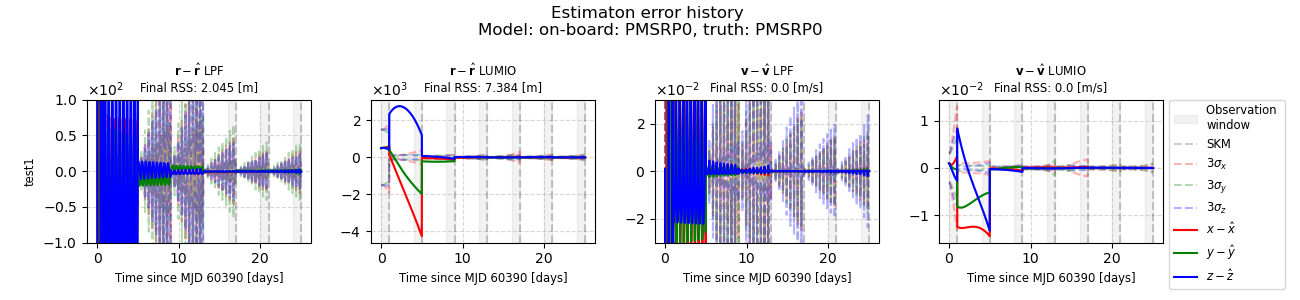 Estimaton error history
Model: on-board: PMSRP0, truth: PMSRP0
r − r̂ LPF
Final RSS: 2.045 [m]
×10²
1.0
0.5
0.0
−0.5
−1.0
test1
0
10
20
Time since MJD 60390 [days]
r − r̂ LUMIO
Final RSS: 7.384 [m]
×10³
2
0
−2
−4
0
10
20
Time since MJD 60390 [days]
v − v̂ LPF
Final RSS: 0.0 [m/s]
×10⁻²
2
0
−2
0
10
20
Time since MJD 60390 [days]
v − v̂ LUMIO
Final RSS: 0.0 [m/s]
×10⁻²
1
0
−1
0
10
20
Time since MJD 60390 [days]
Observation
window
SKM
3σₓ
3σ_y
3σ_z
x − x̂
y − ŷ
z − ẑ